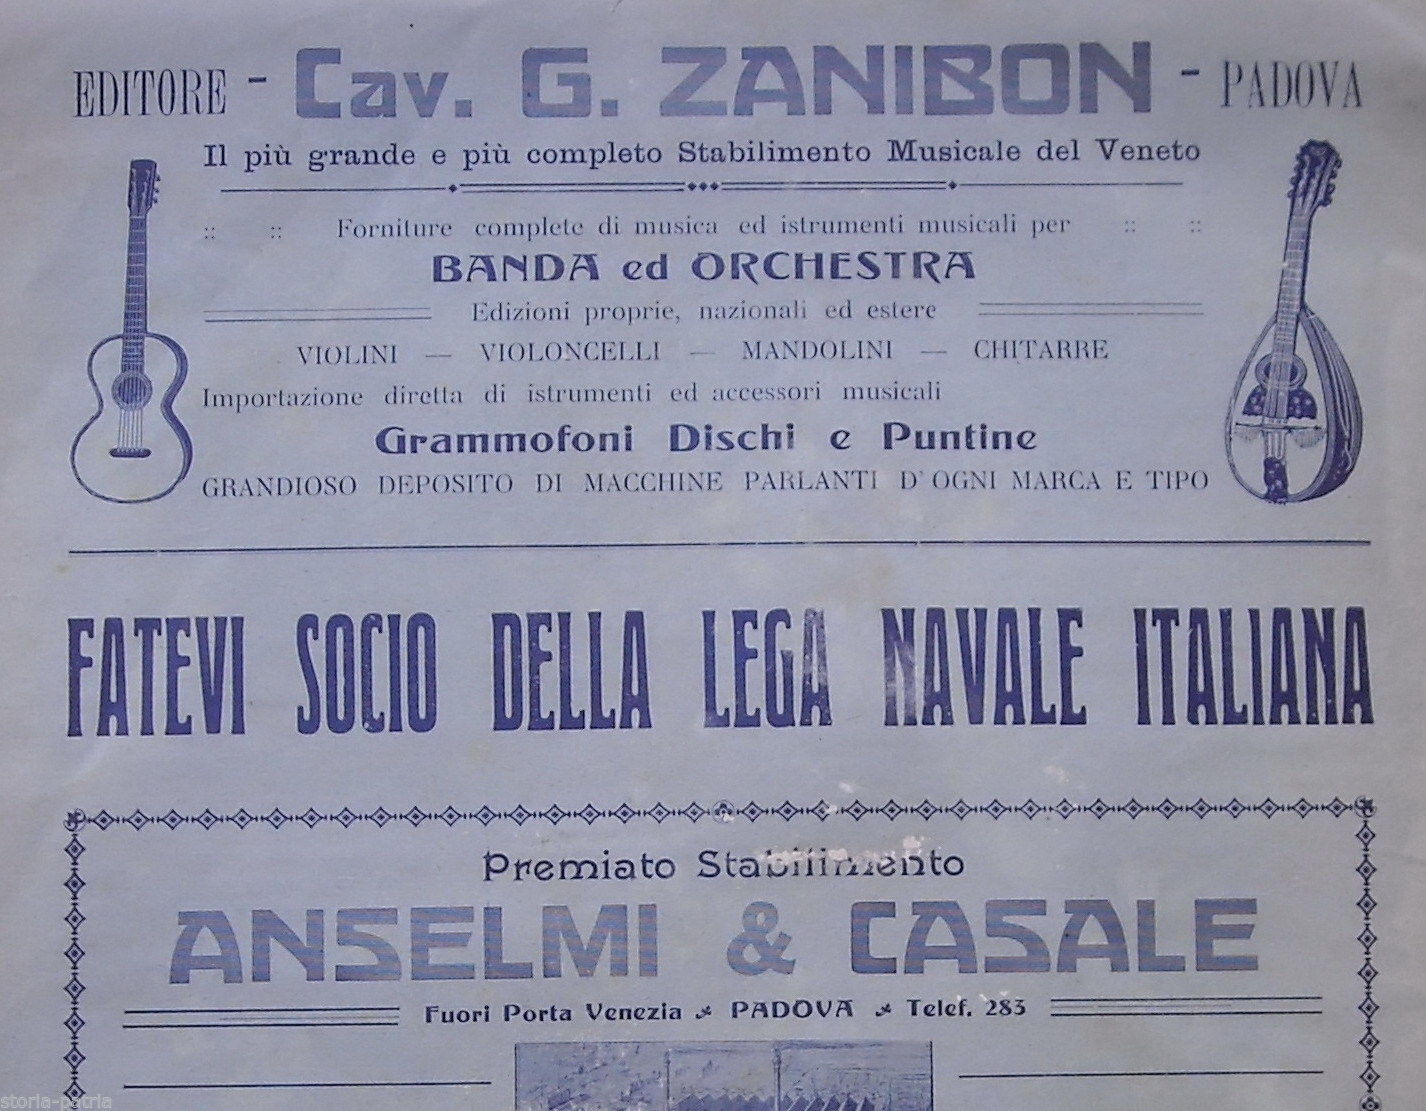 EDITORE - Cav. G. ZANIBON - PADOVA
Il più grande e più completo Stabilimento Musicale del Veneto
:: :: Forniture complete di musica ed istrumenti musicali per :: ::
BANDA ed ORCHESTRA
Edizioni proprie, nazionali ed estere
VIOLINI — VIOLONCELLI — MANDOLINI — CHITARRE
Importazione diretta di istrumenti ed accessori musicali
Grammofoni Dischi e Puntine
GRANDIOSO DEPOSITO DI MACCHINE PARLANTI D'OGNI MARCA E TIPO
FATEVI SOCIO DELLA LEGA NAVALE ITALIANA
Premiato Stabilimento
ANSELMI & CASALE
Fuori Porta Venezia PADOVA Telef. 283
storia-patria